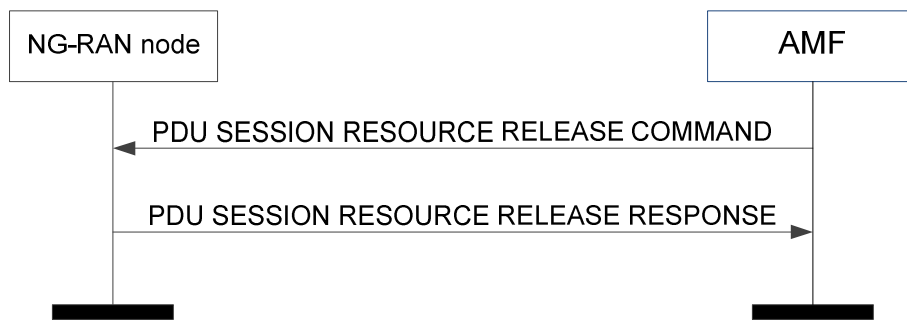 NG-RAN node
AMF
PDU SESSION RESOURCE RELEASE COMMAND
PDU SESSION RESOURCE RELEASE RESPONSE